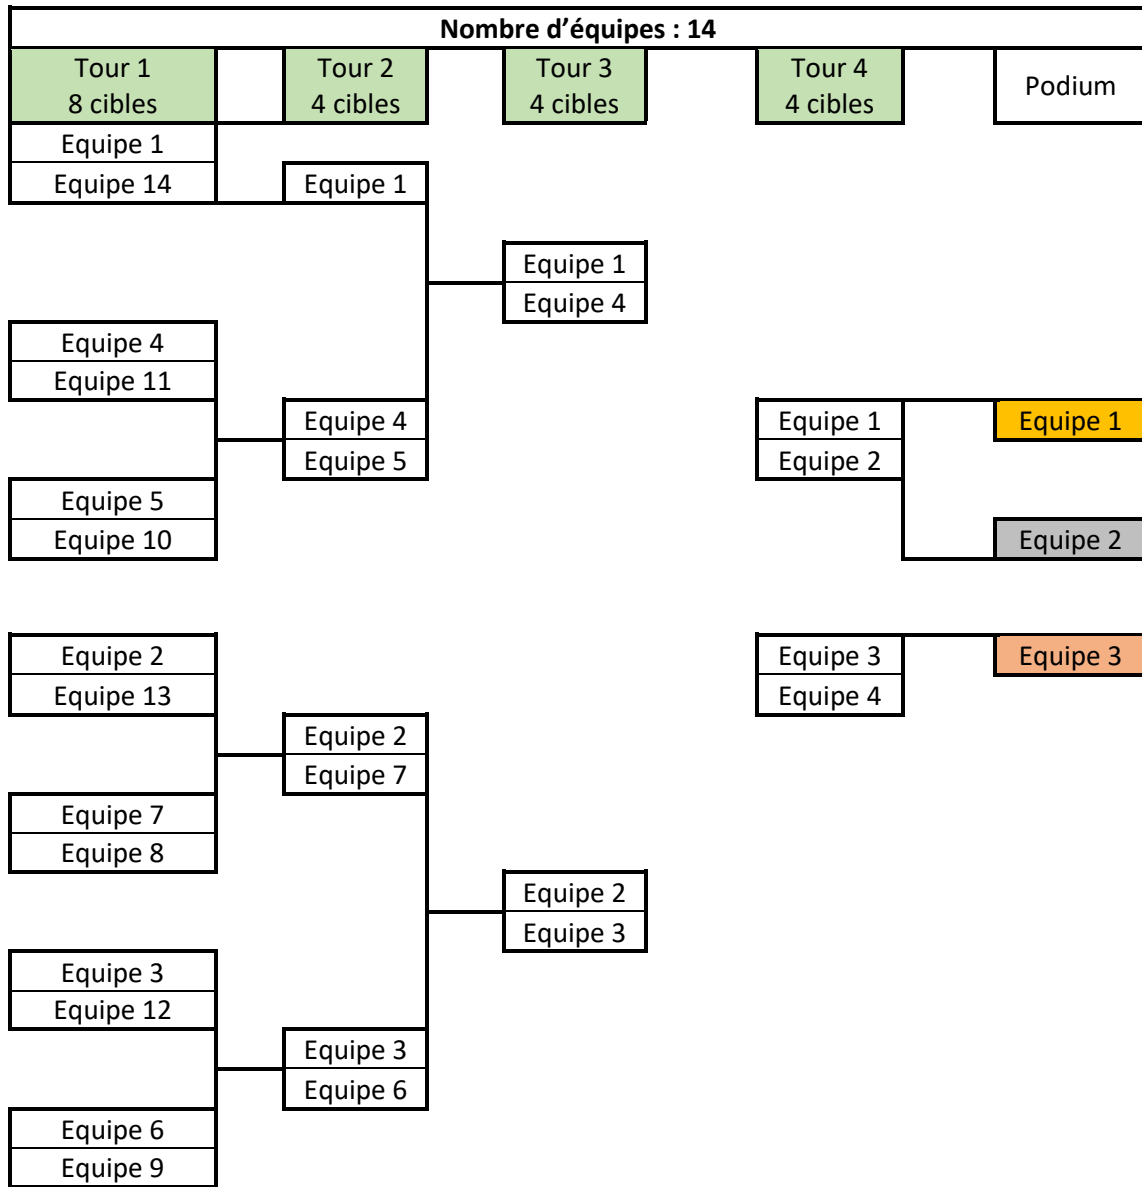 Nombre d’équipes : 14
Tour 1
8 cibles
Tour 2
4 cibles
Tour 3
4 cibles
Tour 4
4 cibles
Podium
Equipe 1
Equipe 14
Equipe 4
Equipe 11
Equipe 5
Equipe 10
Equipe 2
Equipe 13
Equipe 7
Equipe 8
Equipe 3
Equipe 12
Equipe 6
Equipe 9
Equipe 1
Equipe 4
Equipe 5
Equipe 2
Equipe 7
Equipe 3
Equipe 6
Equipe 1
Equipe 4
Equipe 2
Equipe 3
Equipe 1
Equipe 2
Equipe 3
Equipe 4
Equipe 1
Equipe 2
Equipe 3